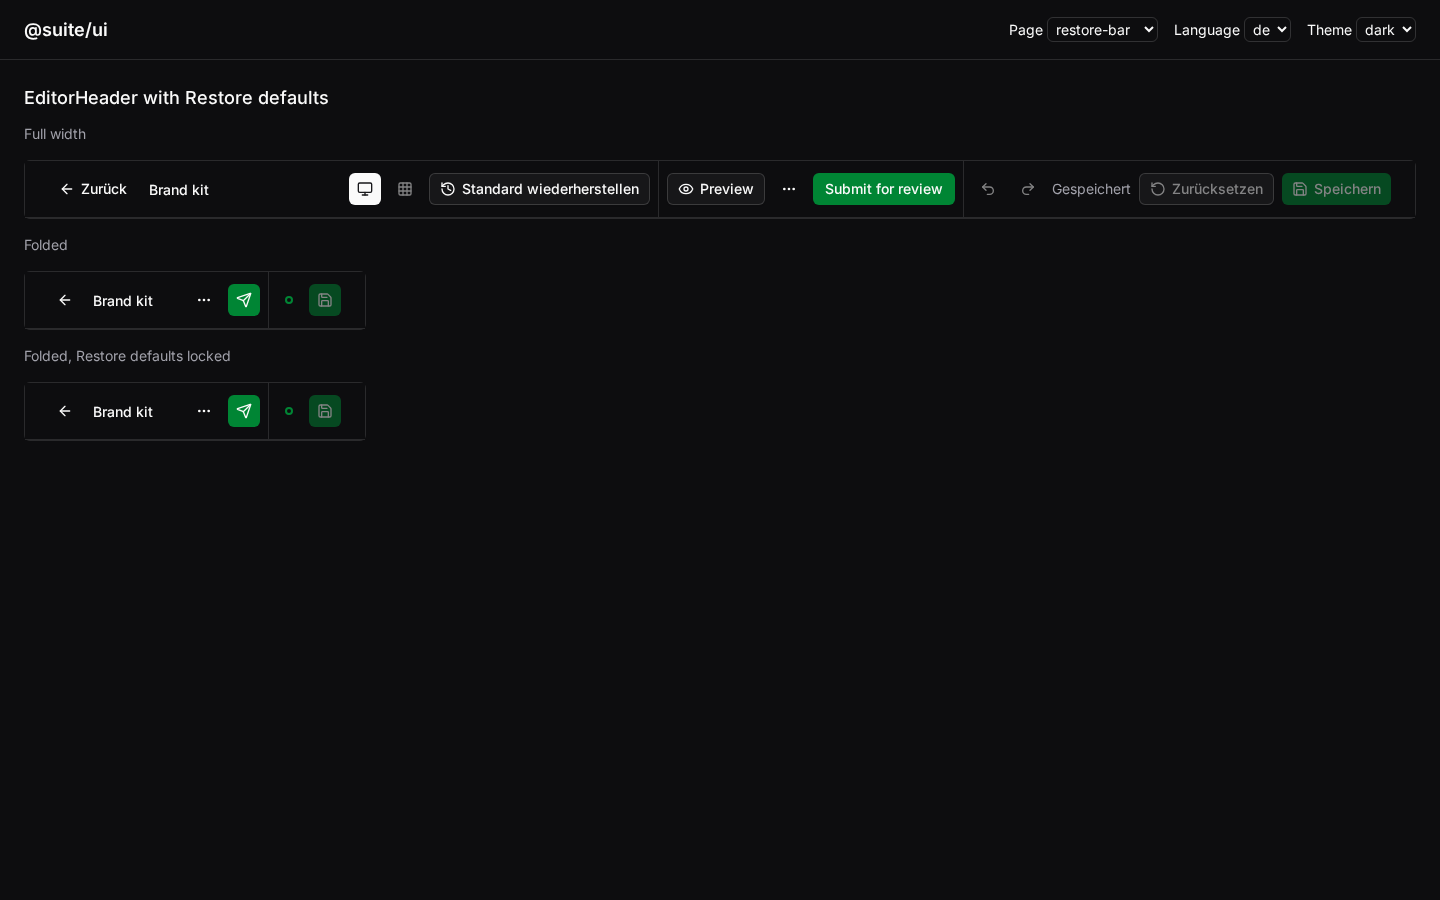 @suite/ui
Page restore-bar Language de Theme dark
EditorHeader with Restore defaults
Full width
Zurück Brand kit Standard wiederherstellen Preview Submit for review Gespeichert Zurücksetzen Speichern
Folded
Brand kit
Folded, Restore defaults locked
Brand kit